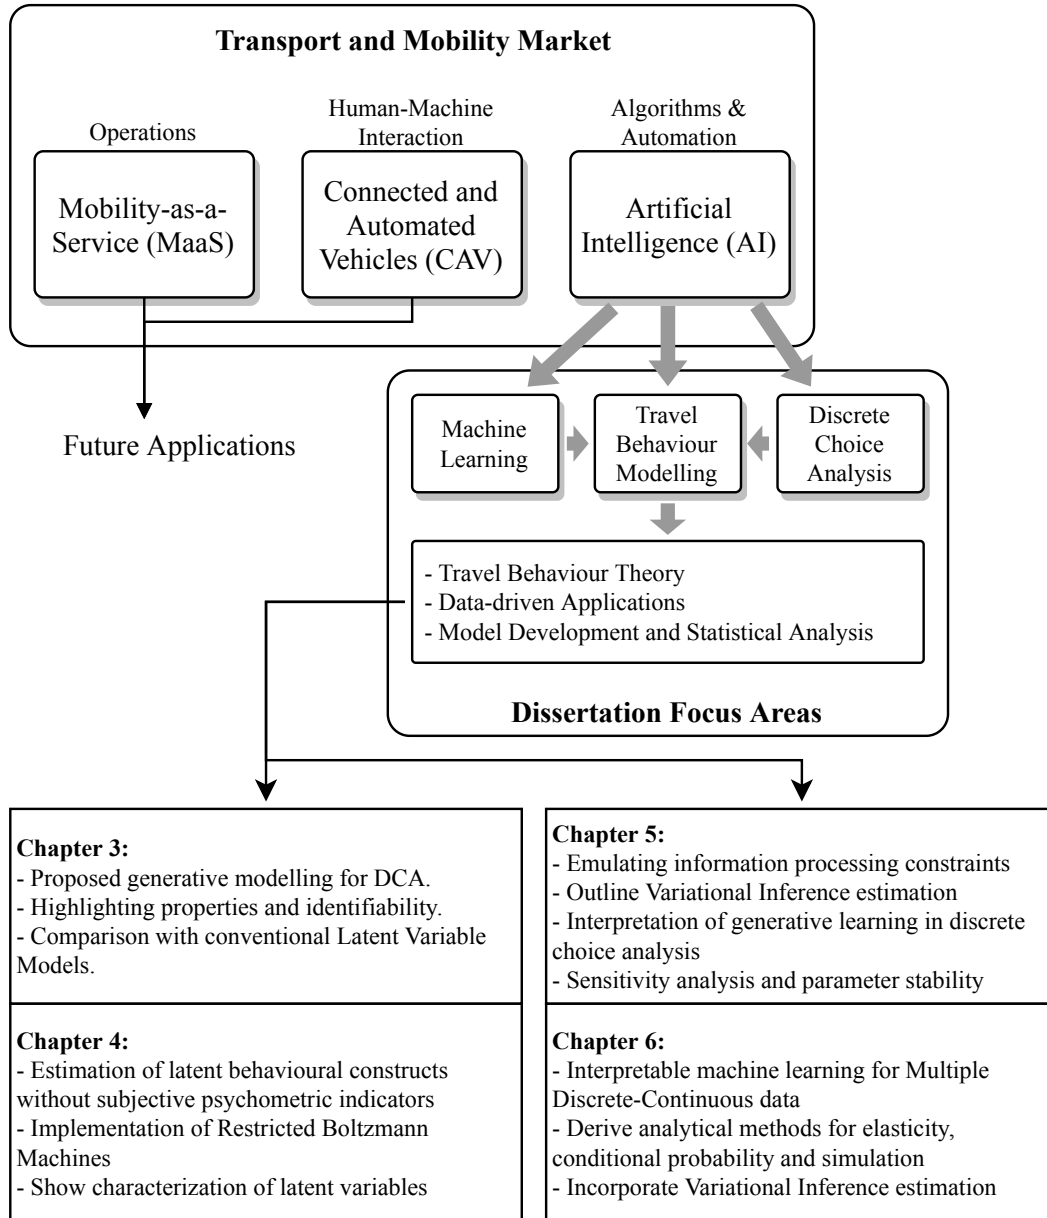 Transport and Mobility Market
Operations
Human-Machine
Interaction
Algorithms &
Automation
Mobility-as-a-
Service (MaaS)
Connected and
Automated
Vehicles (CAV)
Artificial
Intelligence (AI)
Future Applications
Machine
Learning
Travel
Behaviour
Modelling
Discrete
Choice
Analysis
- Travel Behaviour Theory
- Data-driven Applications
- Model Development and Statistical Analysis
Dissertation Focus Areas
Chapter 3:
- Proposed generative modelling for DCA.
- Highlighting properties and identifiability.
- Comparison with conventional Latent Variable
Models.
Chapter 4:
- Estimation of latent behavioural constructs
without subjective psychometric indicators
- Implementation of Restricted Boltzmann
Machines
- Show characterization of latent variables
Chapter 5:
- Emulating information processing constraints
- Outline Variational Inference estimation
- Interpretation of generative learning in discrete
choice analysis
- Sensitivity analysis and parameter stability
Chapter 6:
- Interpretable machine learning for Multiple
Discrete-Continuous data
- Derive analytical methods for elasticity,
conditional probability and simulation
- Incorporate Variational Inference estimation